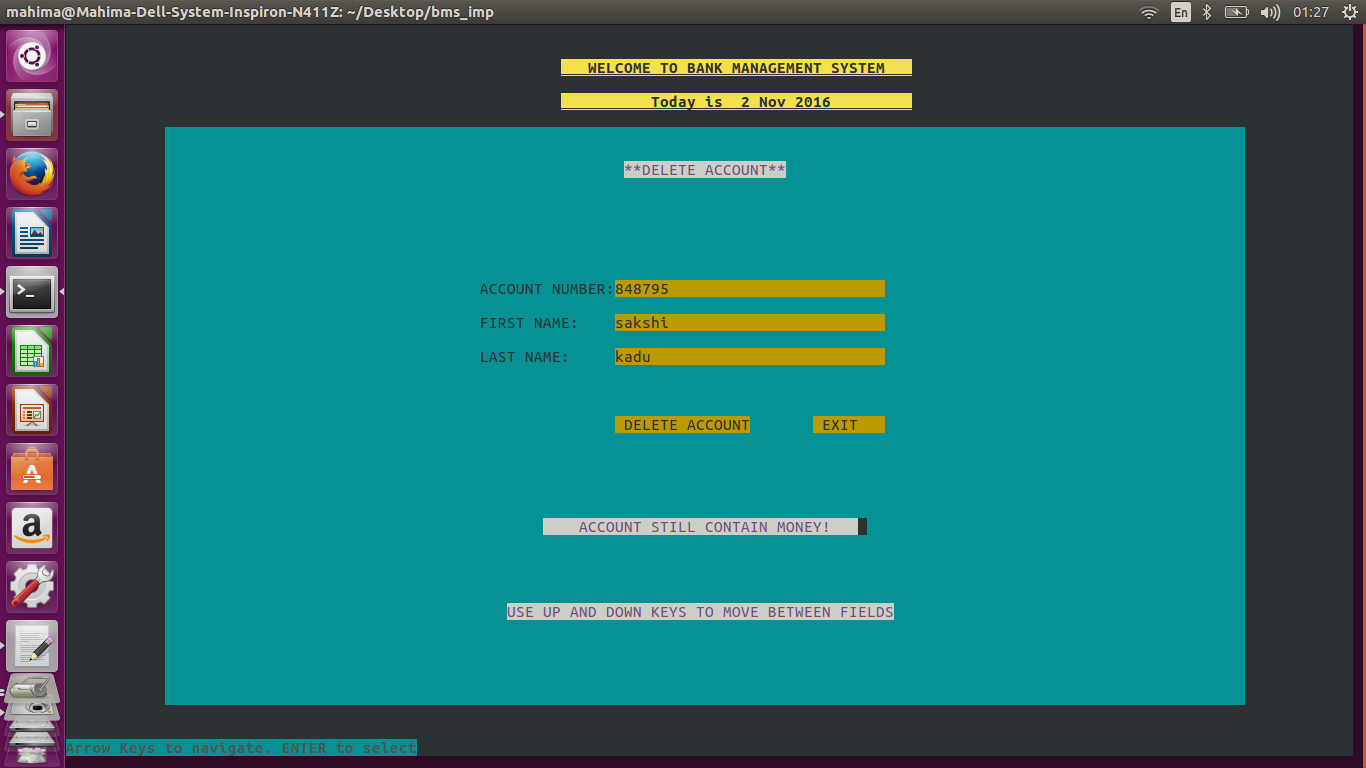 mahima@Mahima-Dell-System-Inspiron-N411Z: ~/Desktop/bms_imp
En
01:27
WELCOME TO BANK MANAGEMENT SYSTEM
Today is 2 Nov 2016
**DELETE ACCOUNT**
ACCOUNT NUMBER:848795
FIRST NAME: sakshi
LAST NAME: kadu
DELETE ACCOUNT EXIT
ACCOUNT STILL CONTAIN MONEY!
USE UP AND DOWN KEYS TO MOVE BETWEEN FIELDS
Arrow Keys to navigate. ENTER to select